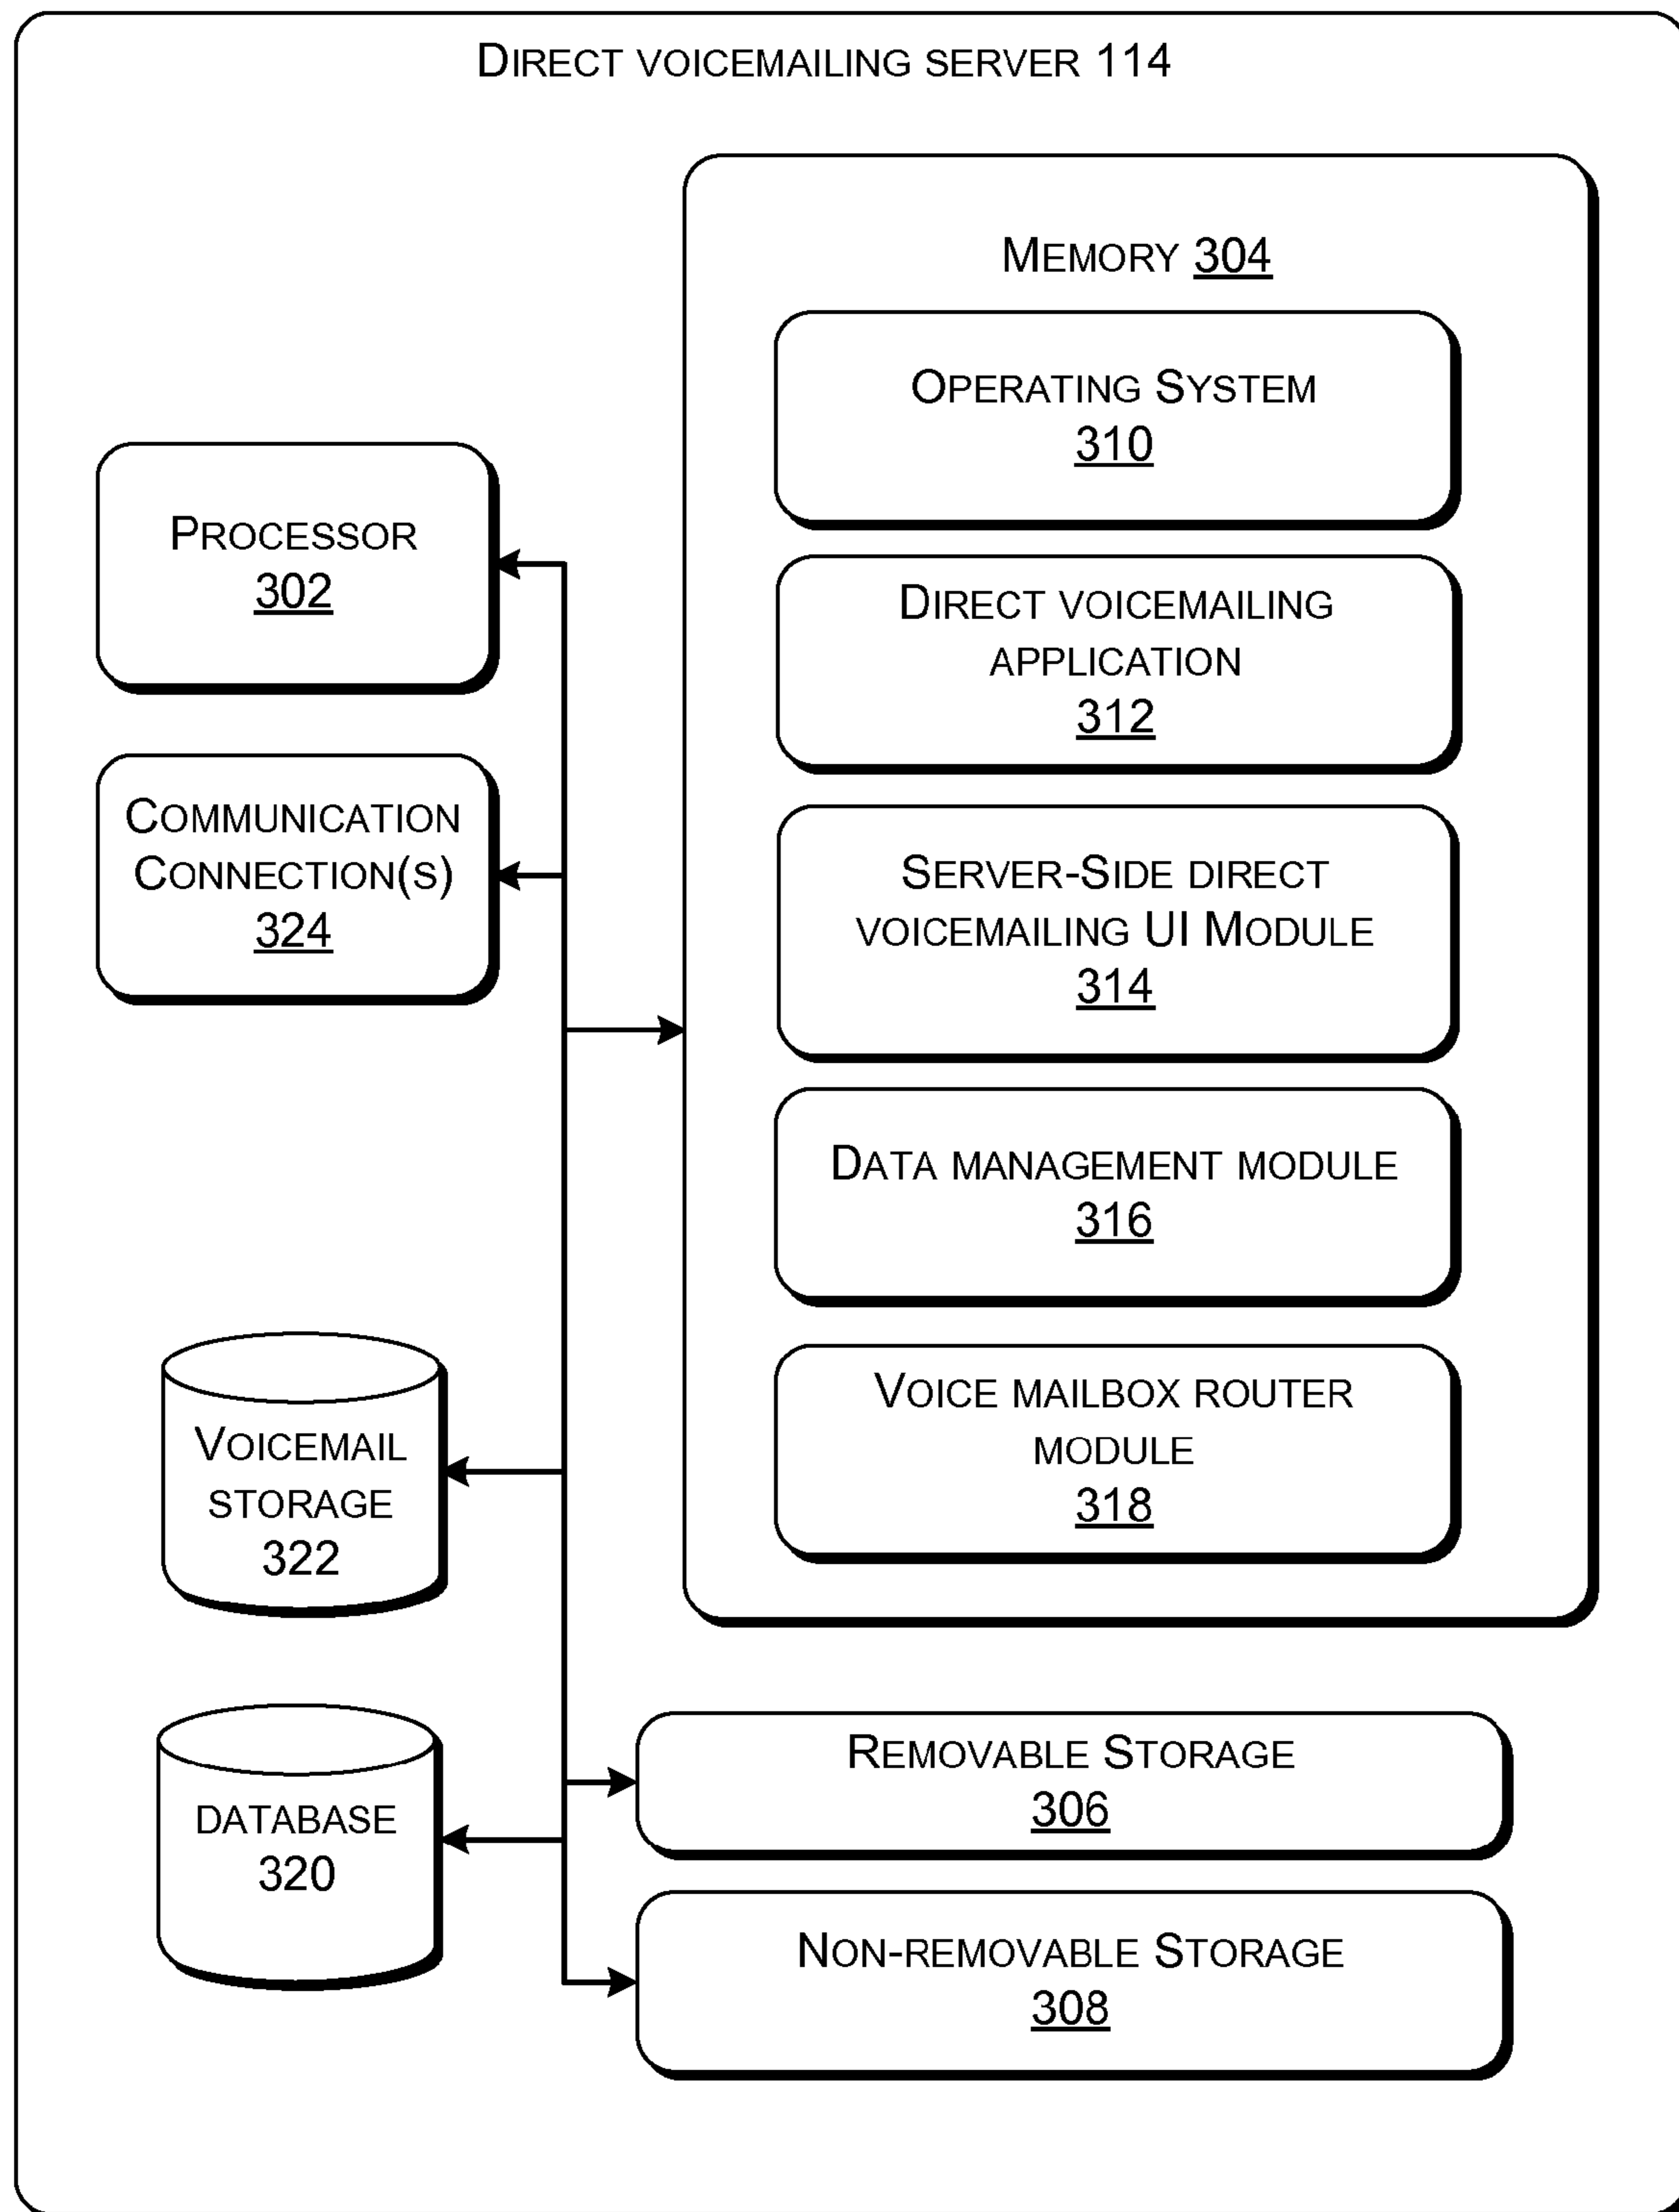 DIRECT VOICEMAILING SERVER 114
MEMORY 304
OPERATING SYSTEM
310
DIRECT VOICEMAILING
APPLICATION
312
SERVER-SIDE DIRECT
VOICEMAILING UI MODULE
314
DATA MANAGEMENT MODULE
316
VOICE MAILBOX ROUTER
MODULE
318
PROCESSOR
302
COMMUNICATION
CONNECTION(S)
324
VOICEMAIL
STORAGE
322
DATABASE
320
REMOVABLE STORAGE
306
NON-REMOVABLE STORAGE
308